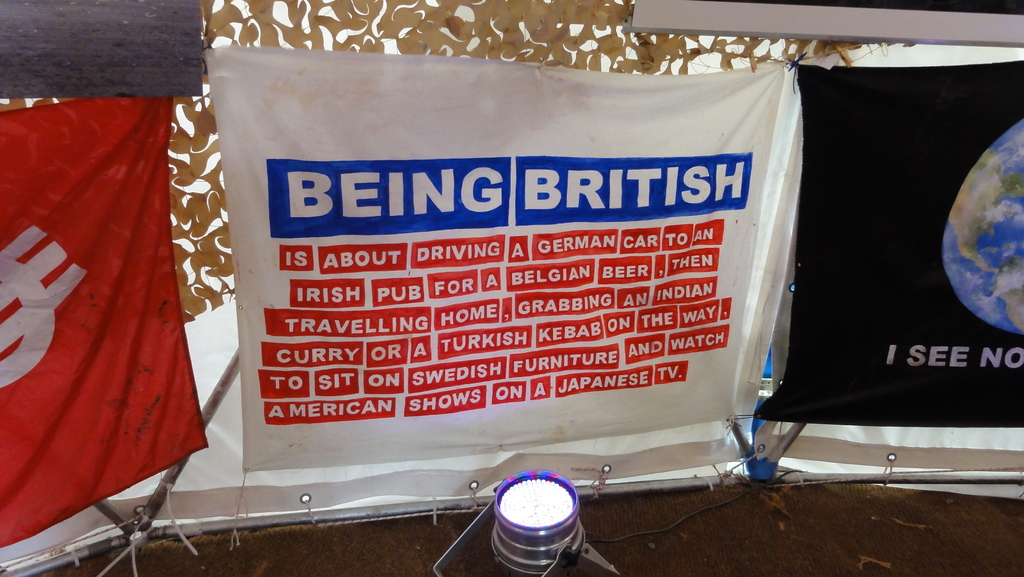 BEING BRITISH
IS ABOUT DRIVING A GERMAN CAR TO AN
IRISH PUB FOR A BELGIAN BEER, THEN
TRAVELLING HOME, GRABBING AN INDIAN
CURRY OR A TURKISH KEBAB ON THE WAY,
TO SIT ON SWEDISH FURNITURE AND WATCH
AMERICAN SHOWS ON A JAPANESE TV.
I SEE NO